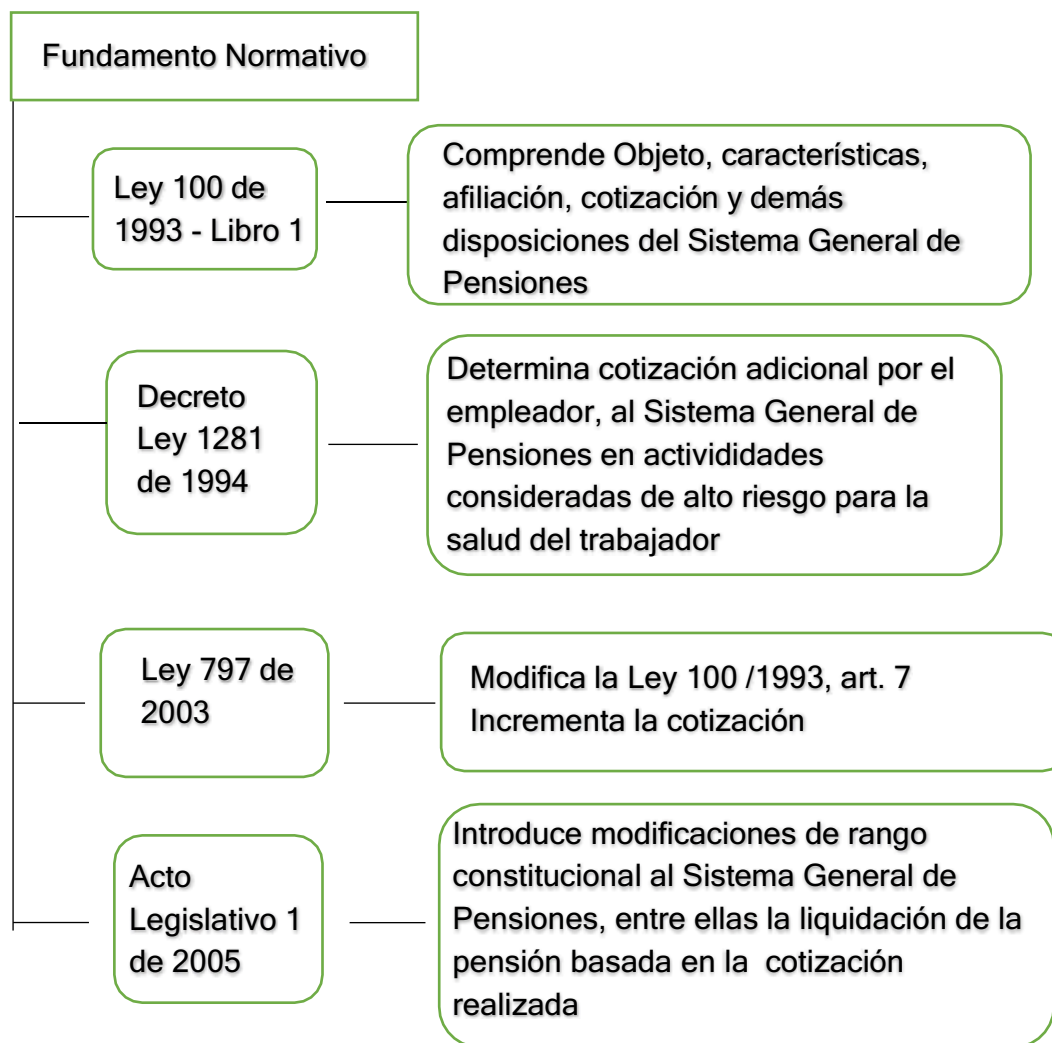 Fundamento Normativo
Ley 100 de
1993 - Libro 1
Comprende Objeto, características,
afiliación, cotización y demás
disposiciones del Sistema General de
Pensiones
Decreto
Ley 1281
de 1994
Determina cotización adicional por el
empleador, al Sistema General de
Pensiones en activididades
consideradas de alto riesgo para la
salud del trabajador
Ley 797 de
2003
Modifica la Ley 100 /1993, art. 7
Incrementa la cotización
Acto
Legislativo 1
de 2005
Introduce modificaciones de rango
constitucional al Sistema General de
Pensiones, entre ellas la liquidación de la
pensión basada en la cotización
realizada